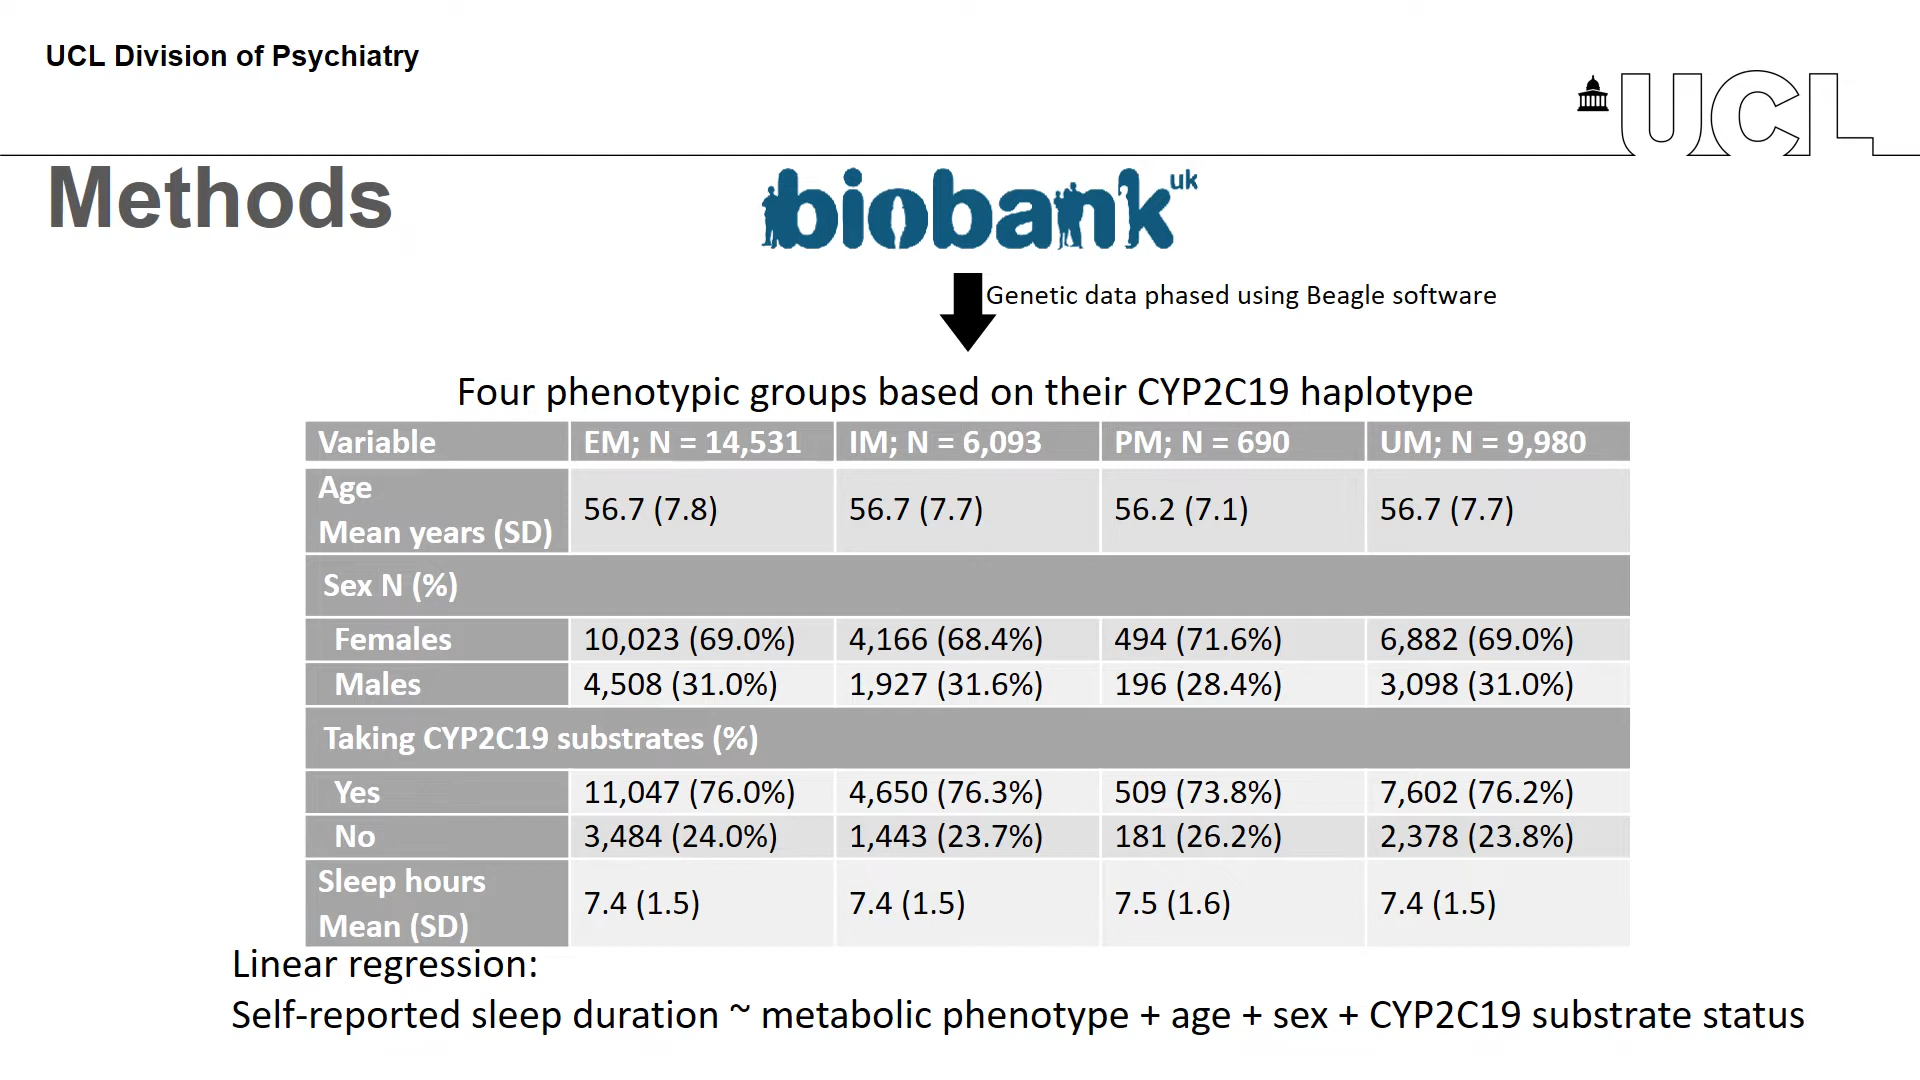 UCL Division of Psychiatry
UCL
Methods
biobank uk
Genetic data phased using Beagle software
Four phenotypic groups based on their CYP2C19 haplotype
Variable EM; N = 14,531 IM; N = 6,093 PM; N = 690 UM; N = 9,980
Age
Mean years (SD) 56.7 (7.8) 56.7 (7.7) 56.2 (7.1) 56.7 (7.7)
Sex N (%)
Females 10,023 (69.0%) 4,166 (68.4%) 494 (71.6%) 6,882 (69.0%)
Males 4,508 (31.0%) 1,927 (31.6%) 196 (28.4%) 3,098 (31.0%)
Taking CYP2C19 substrates (%)
Yes 11,047 (76.0%) 4,650 (76.3%) 509 (73.8%) 7,602 (76.2%)
No 3,484 (24.0%) 1,443 (23.7%) 181 (26.2%) 2,378 (23.8%)
Sleep hours
Mean (SD) 7.4 (1.5) 7.4 (1.5) 7.5 (1.6) 7.4 (1.5)
Linear regression:
Self-reported sleep duration ~ metabolic phenotype + age + sex + CYP2C19 substrate status